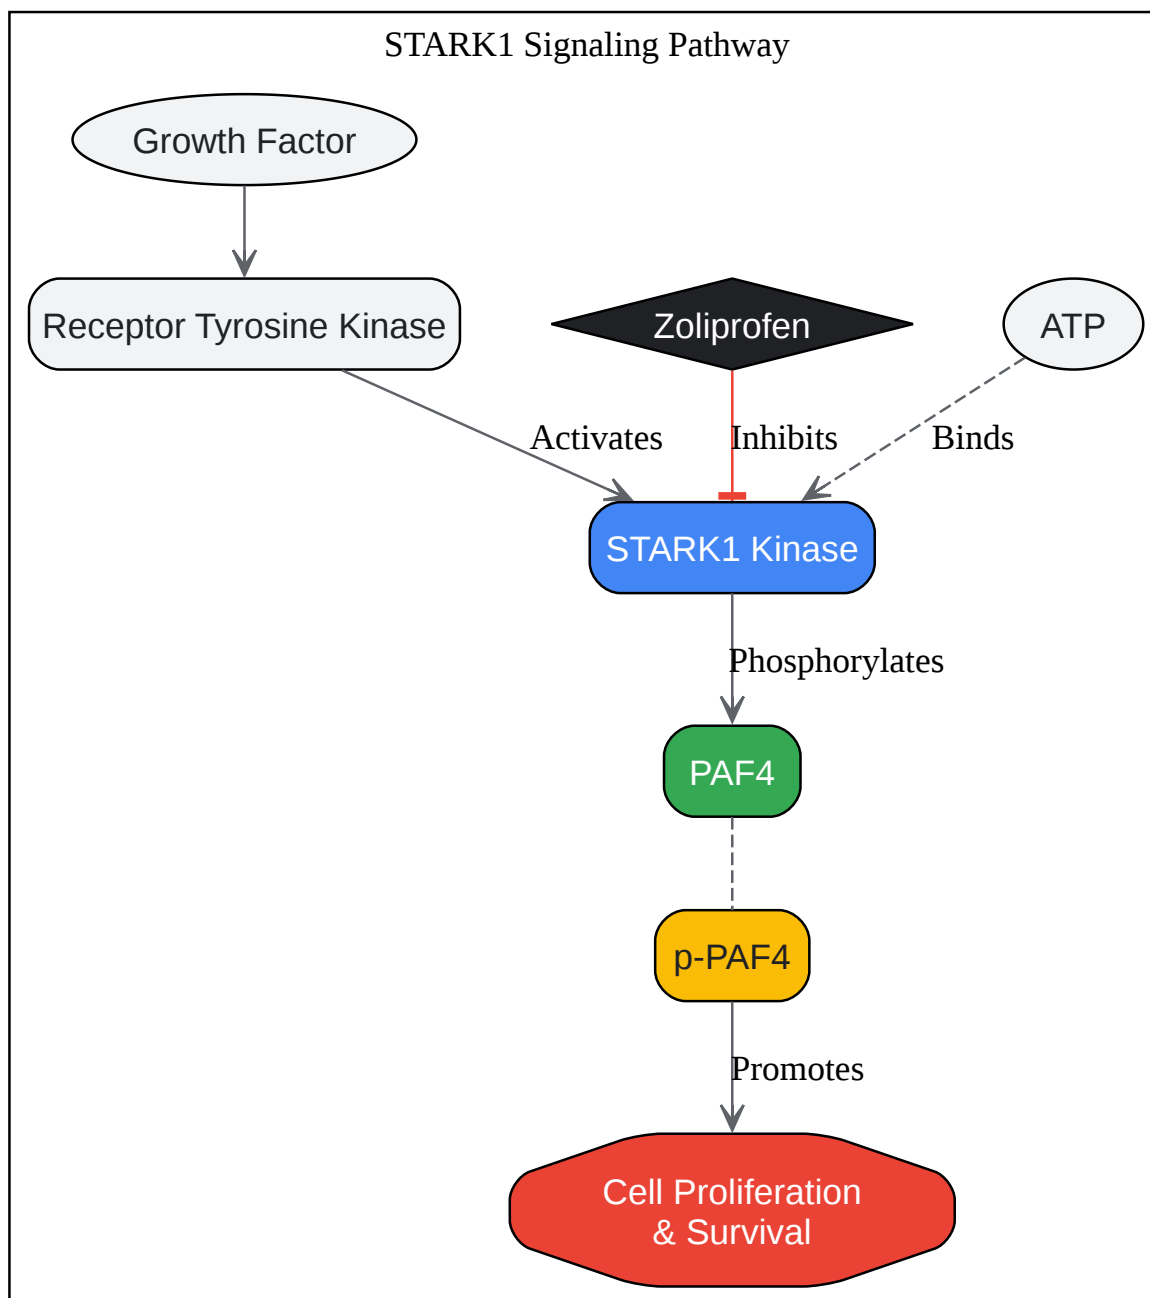 STARK1 Signaling Pathway
Growth Factor
Receptor Tyrosine Kinase
Zoliprofen
ATP
Activates
Inhibits
Binds
STARK1 Kinase
Phosphorylates
PAF4
p-PAF4
Promotes
Cell Proliferation
& Survival